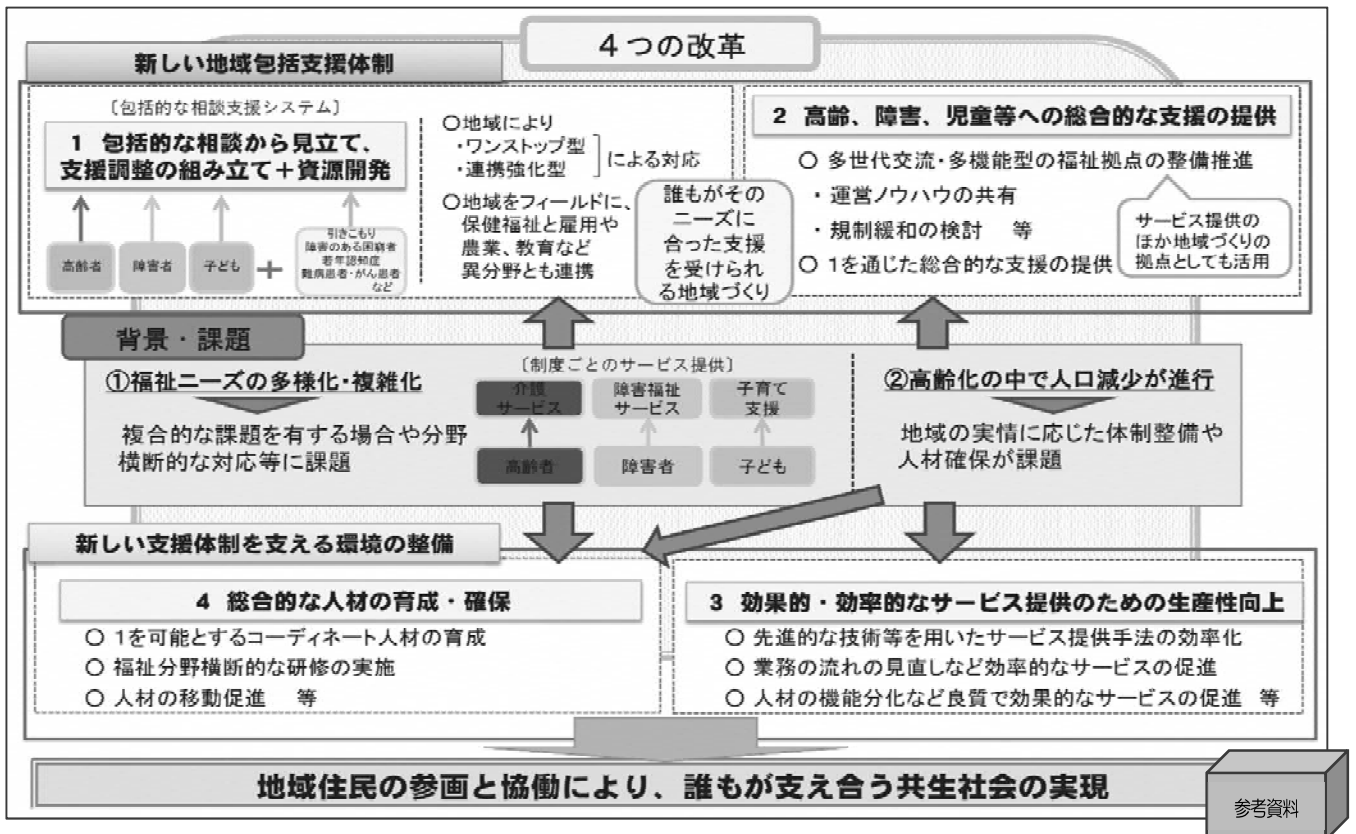 4つの改革
新しい地域包括支援体制
〔包括的な相談支援システム〕
1 包括的な相談から見立て、
支援調整の組み立て＋資源開発
高齢者
障害者
子ども
＋
引きこもり
障害のある困窮者
若年認知症
難病患者・がん患者
など
○地域により
・ワンストップ型
・連携強化型
による対応
○地域をフィールドに、
保健福祉と雇用や
農業、教育など
異分野とも連携
誰もがその
ニーズに
合った支援
を受けられ
る地域づくり
2 高齢、障害、児童等への総合的な支援の提供
○ 多世代交流・多機能型の福祉拠点の整備推進
・運営ノウハウの共有
・規制緩和の検討 等
○ 1を通じた総合的な支援の提供
サービス提供の
ほか地域づくりの
拠点としても活用
背景・課題
①福祉ニーズの多様化・複雑化
複合的な課題を有する場合や分野
横断的な対応等に課題
〔制度ごとのサービス提供〕
介護
サービス
障害福祉
サービス
子育て
支援
高齢者
障害者
子ども
②高齢化の中で人口減少が進行
地域の実情に応じた体制整備や
人材確保が課題
新しい支援体制を支える環境の整備
4 総合的な人材の育成・確保
○ 1を可能とするコーディネート人材の育成
○ 福祉分野横断的な研修の実施
○ 人材の移動促進 等
3 効果的・効率的なサービス提供のための生産性向上
○ 先進的な技術等を用いたサービス提供手法の効率化
○ 業務の流れの見直しなど効率的なサービスの促進
○ 人材の機能分化など良質で効果的なサービスの促進 等
地域住民の参画と協働により、誰もが支え合う共生社会の実現
参考資料